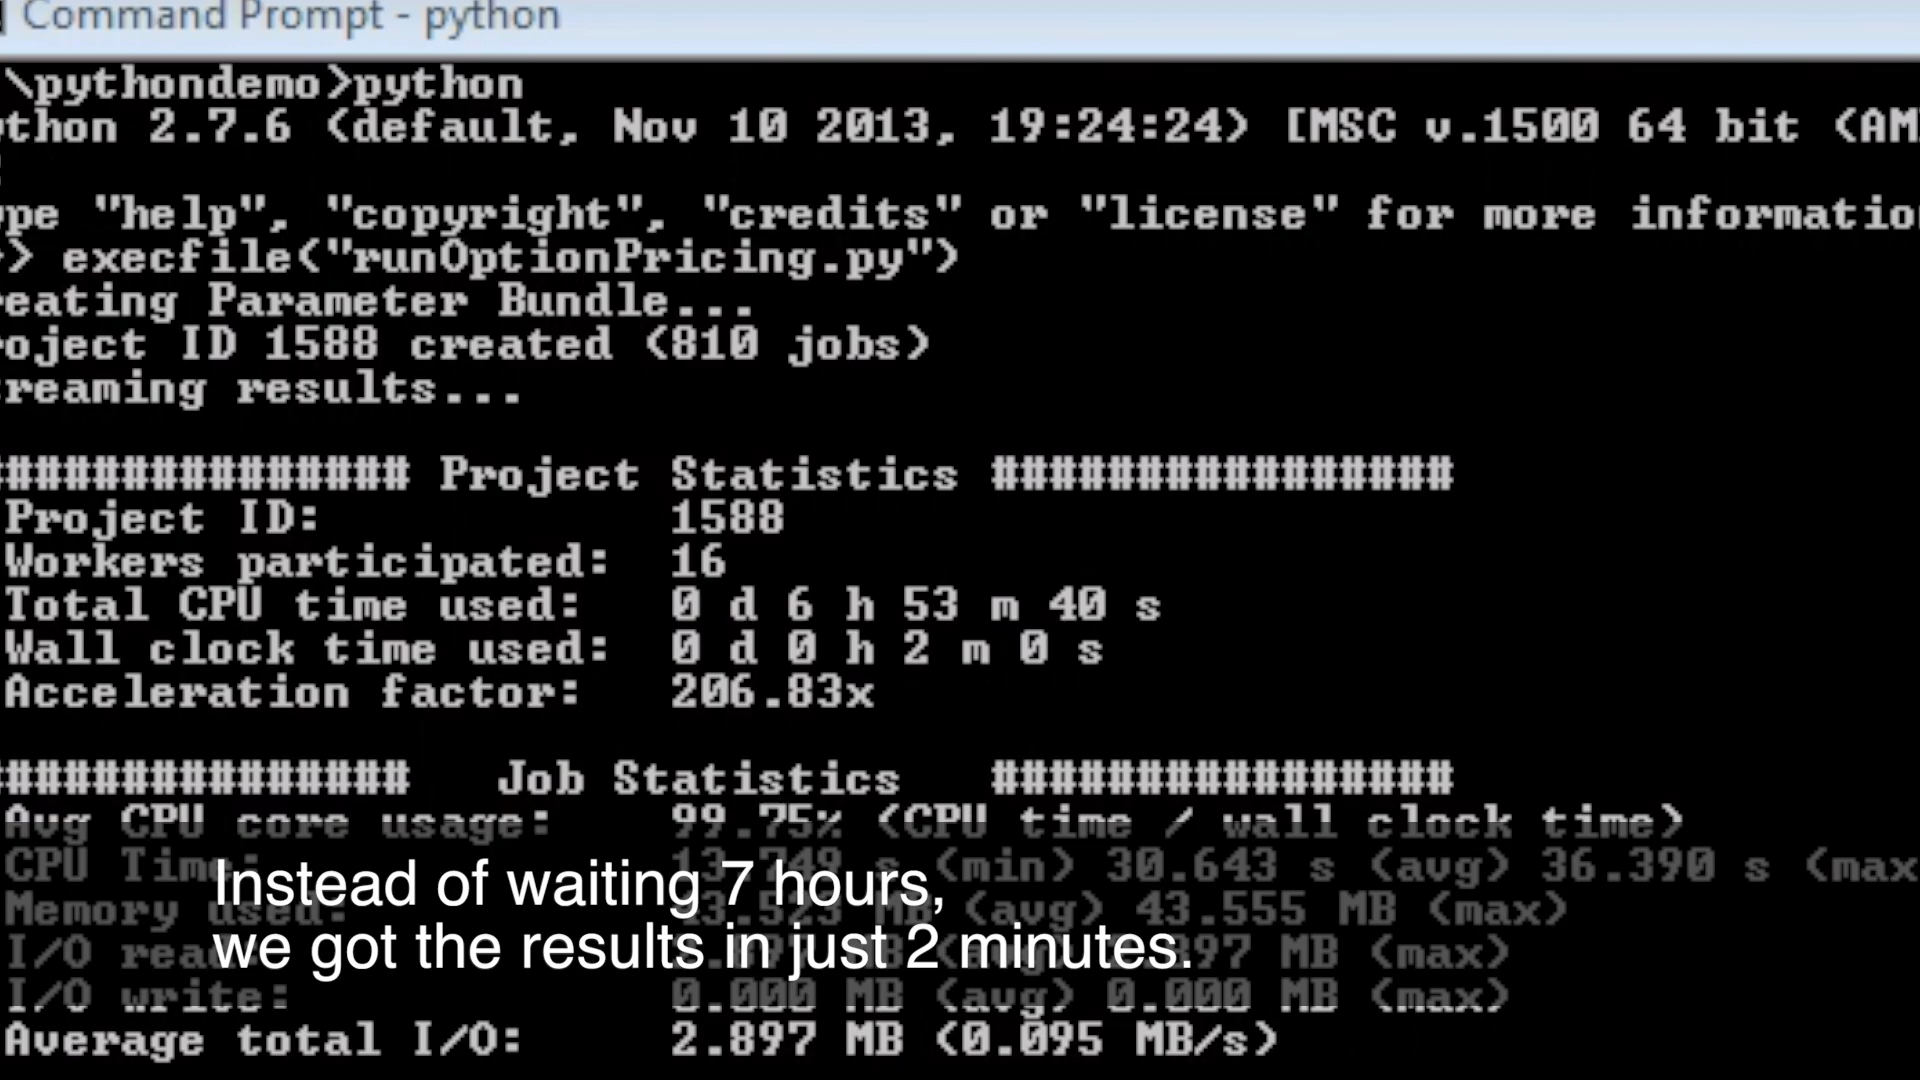 Command Prompt - python
\pythondemo>python
thon 2.7.6 (default, Nov 10 2013, 19:24:24) [MSC v.1500 64 bit (AM
ype "help", "copyright", "credits" or "license" for more informatio
> execfile("runOptionPricing.py")
reating Parameter Bundle...
roject ID 1588 created (810 jobs)
reaming results...
############## Project Statistics ################
Project ID: 1588
Workers participated: 16
Total CPU time used: 0 d 6 h 53 m 40 s
Wall clock time used: 0 d 0 h 2 m 0 s
Acceleration factor: 206.83x
############## Job Statistics ################
Avg CPU core usage: 99.75% (CPU time / wall clock time)
CPU Time: 13.749 s (min) 30.643 s (avg) 36.390 s (max
Memory used: MB (avg) 43.555 MB (max)
I/O MB (max)
I/O write: 0.000 MB (avg) 0.000 MB (max)
Average total I/O: 2.897 MB (0.095 MB/s)
Instead of waiting 7 hours,
we got the results in just 2 minutes.